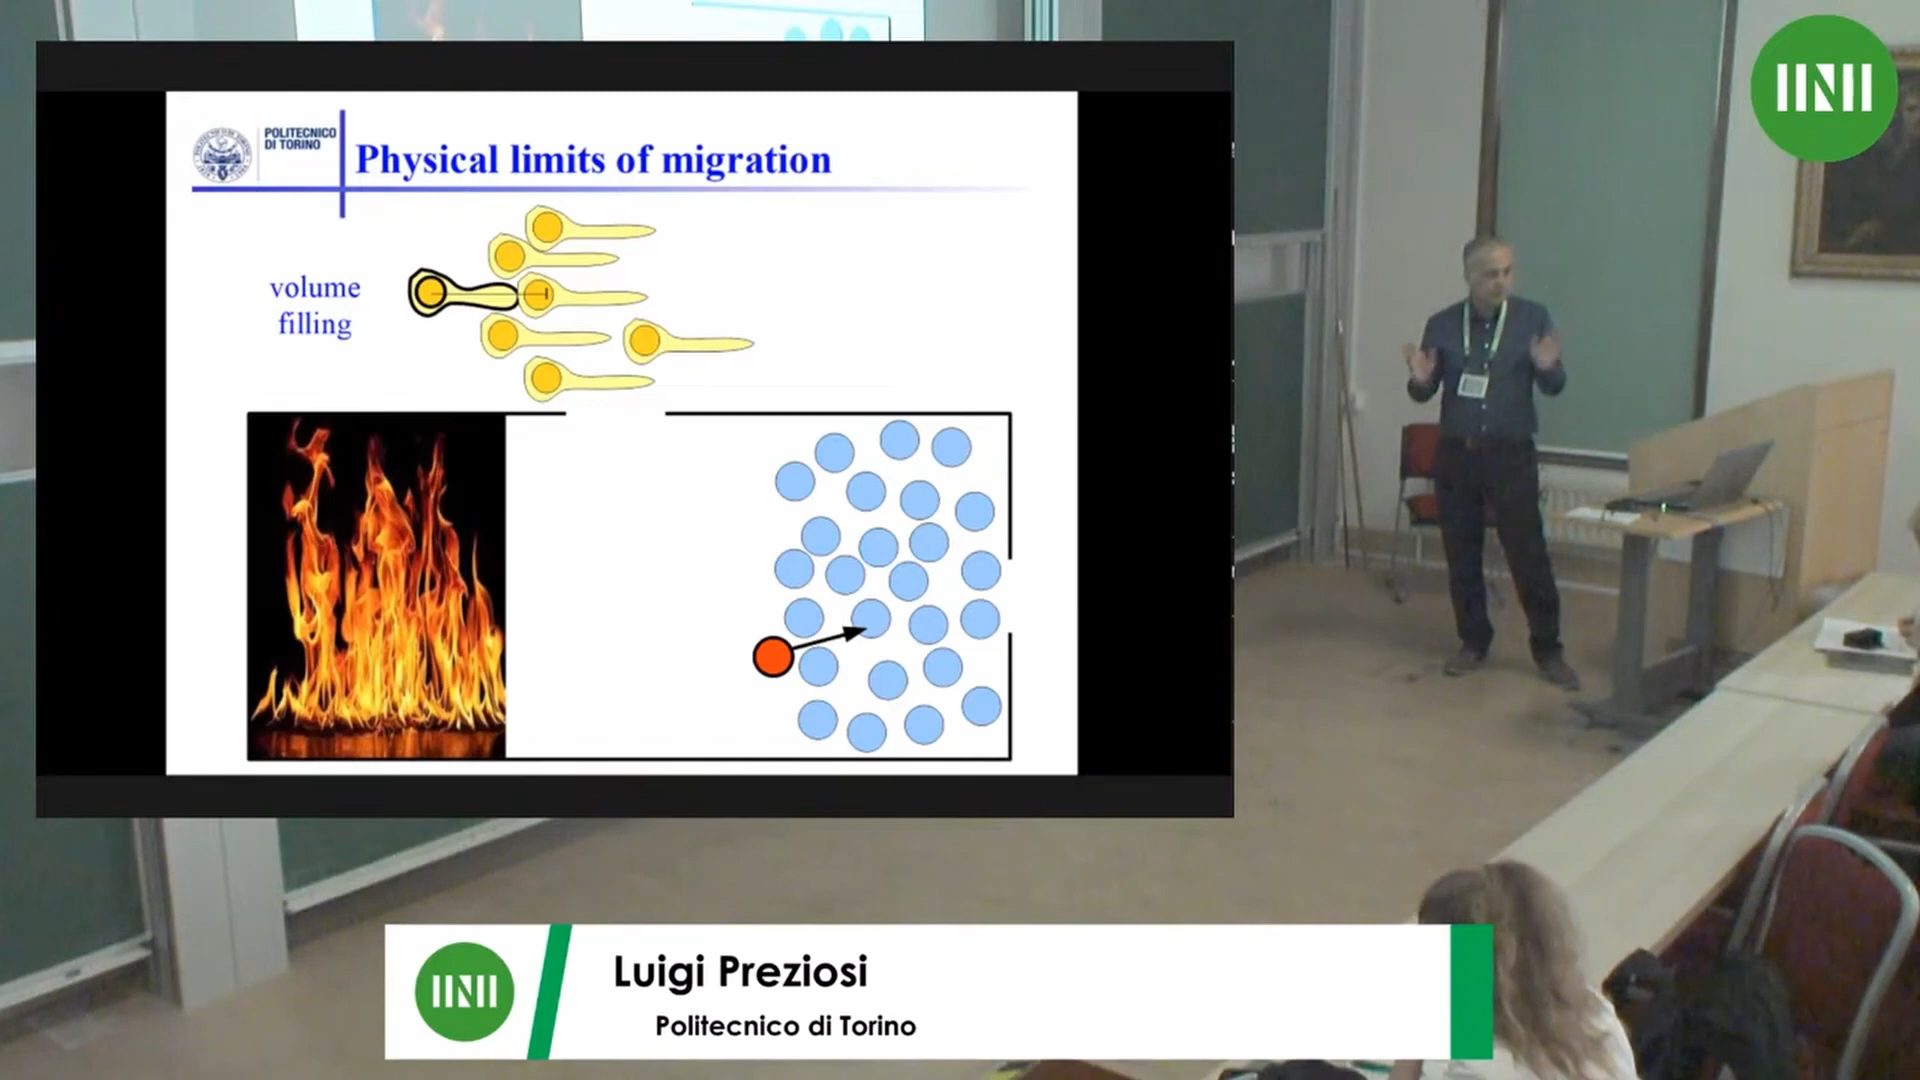 POLITECNICO
DI TORINO
Physical limits of migration
volume
filling
Luigi Preziosi
Politecnico di Torino